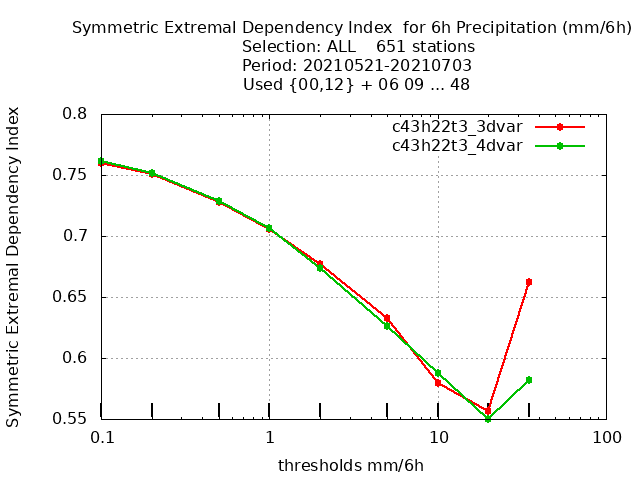 Symmetric Extremal Dependency Index  for 6h Precipitation (mm/6h)
Selection: ALL    651 stations
Period: 20210521-20210703
Used {00,12} + 06 09 ... 48
Symmetric Extremal Dependency Index
0.8
0.75
0.7
0.65
0.6
0.55
c43h22t3_3dvar
c43h22t3_4dvar
0.1 1 10 100
thresholds mm/6h